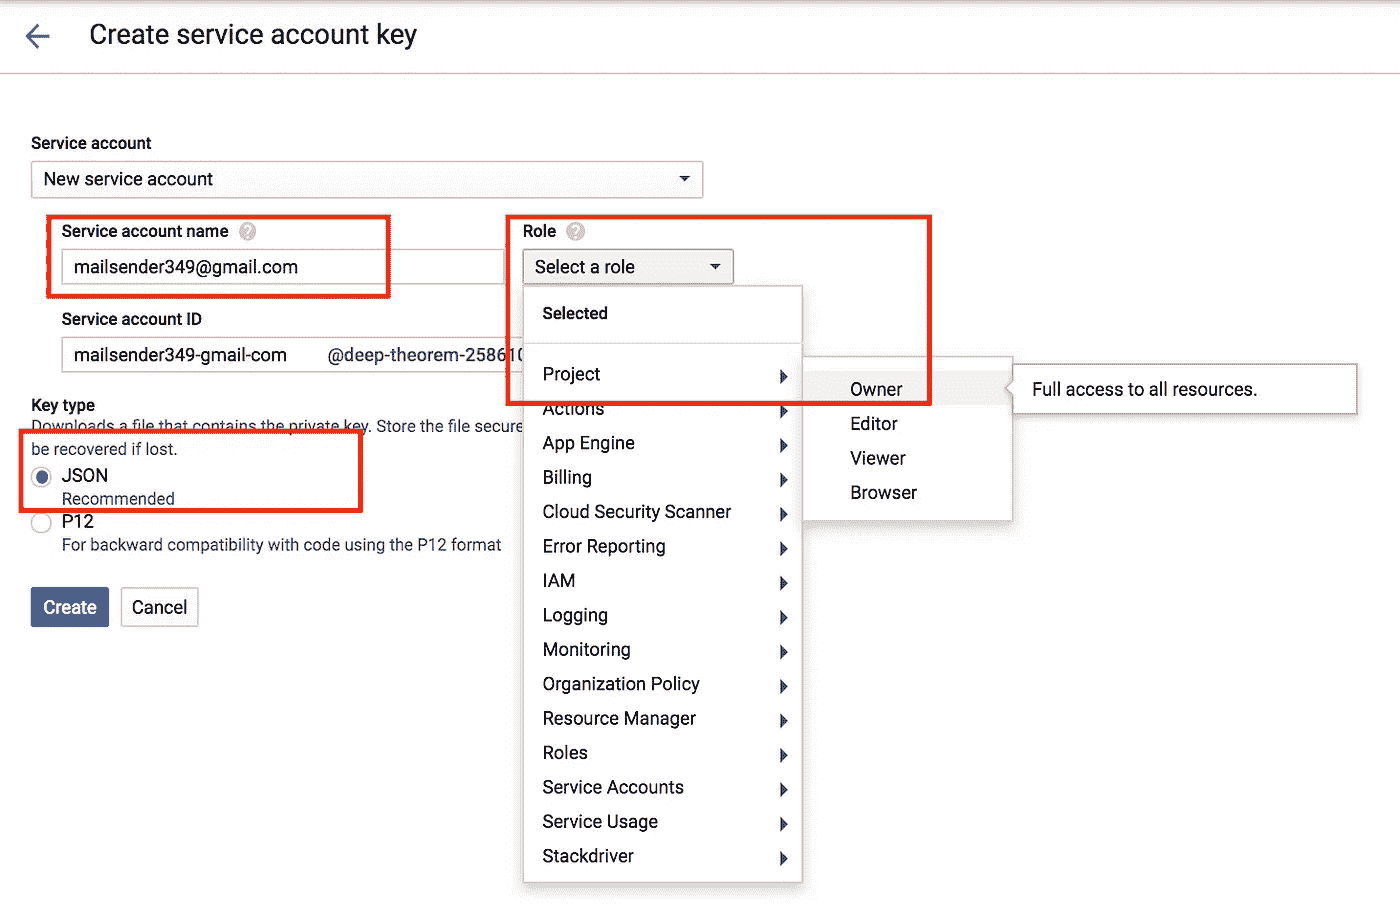 Create service account key
Service account
New service account
Service account name ?
mailsender349@gmail.com
Role ?
Select a role
Service account ID
mailsender349-gmail-com @deep-theorem-25861
Key type
Downloads a file that contains the private key. Store the file secure
be recovered if lost.
JSON
Recommended
P12
For backward compatibility with code using the P12 format
Create Cancel
Selected
Project
Actions
App Engine
Billing
Cloud Security Scanner
Error Reporting
IAM
Logging
Monitoring
Organization Policy
Resource Manager
Roles
Service Accounts
Service Usage
Stackdriver
Owner
Editor
Viewer
Browser
Full access to all resources.